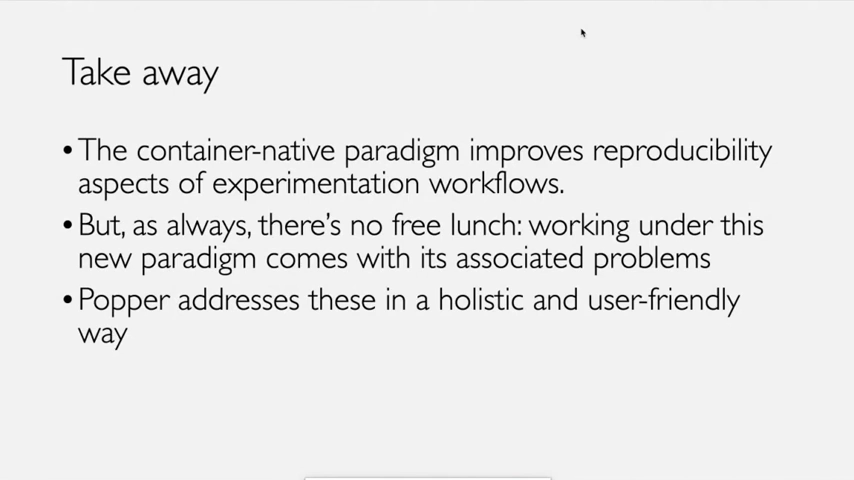 Take away
•The container-native paradigm improves reproducibility
aspects of experimentation workflows.
•But, as always, there's no free lunch: working under this
new paradigm comes with its associated problems
•Popper addresses these in a holistic and user-friendly
way